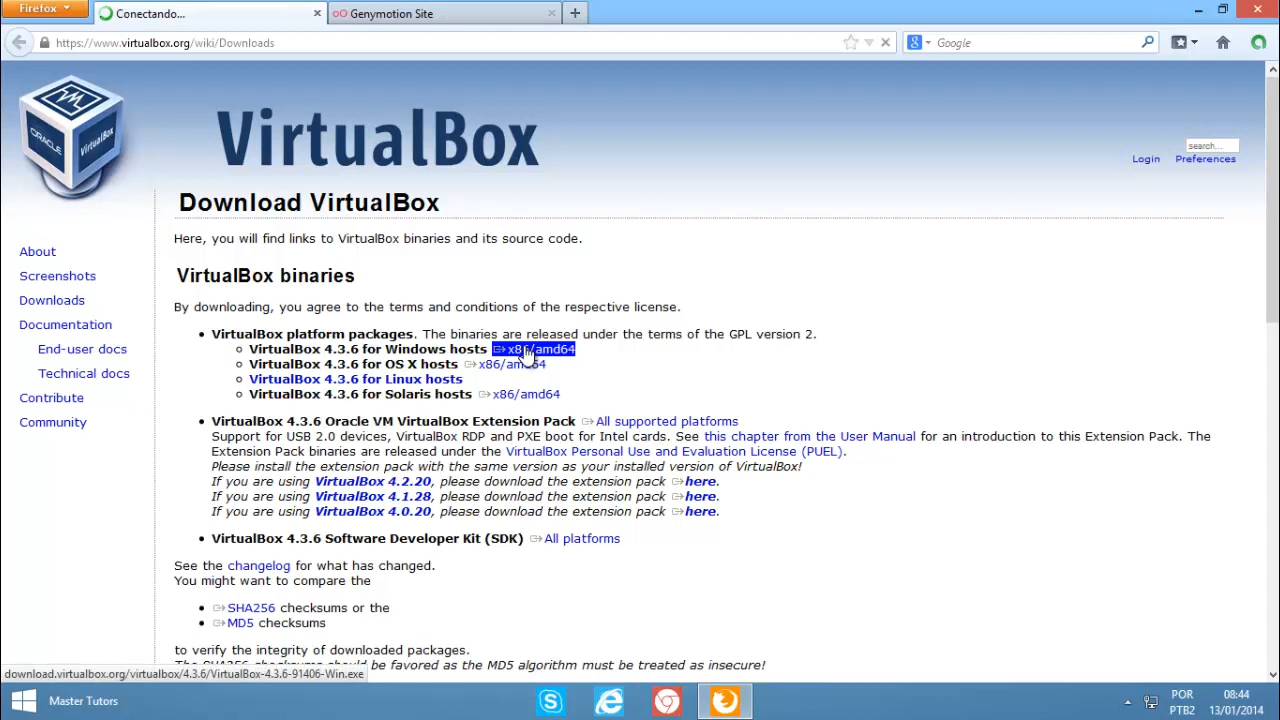 Firefox
Conectando...
Genymotion Site
https://www.virtualbox.org/wiki/Downloads
Google
ORACLE
VirtualBox
VirtualBox
search...
Login Preferences
Download VirtualBox
Here, you will find links to VirtualBox binaries and its source code.
About
Screenshots
Downloads
Documentation
End-user docs
Technical docs
Contribute
Community
VirtualBox binaries
By downloading, you agree to the terms and conditions of the respective license.
• VirtualBox platform packages. The binaries are released under the terms of the GPL version 2.
VirtualBox 4.3.6 for Windows hosts x86/amd64
VirtualBox 4.3.6 for OS X hosts x86/amd64
VirtualBox 4.3.6 for Linux hosts
VirtualBox 4.3.6 for Solaris hosts x86/amd64
• VirtualBox 4.3.6 Oracle VM VirtualBox Extension Pack All supported platforms
Support for USB 2.0 devices, VirtualBox RDP and PXE boot for Intel cards. See this chapter from the User Manual for an introduction to this Extension Pack. The
Extension Pack binaries are released under the VirtualBox Personal Use and Evaluation License (PUEL).
Please install the extension pack with the same version as your installed version of VirtualBox!
If you are using VirtualBox 4.2.20, please download the extension pack here.
If you are using VirtualBox 4.1.28, please download the extension pack here.
If you are using VirtualBox 4.0.20, please download the extension pack here.
• VirtualBox 4.3.6 Software Developer Kit (SDK) All platforms
See the changelog for what has changed.
You might want to compare the
• SHA256 checksums or the
• MD5 checksums
to verify the integrity of downloaded packages.
The SHA256 checksums should be favored as the MD5 algorithm must be treated as insecure!
download.virtualbox.org/virtualbox/4.3.6/VirtualBox-4.3.6-91406-Win.exe
Master Tutors
POR
PTB2
08:44
13/01/2014